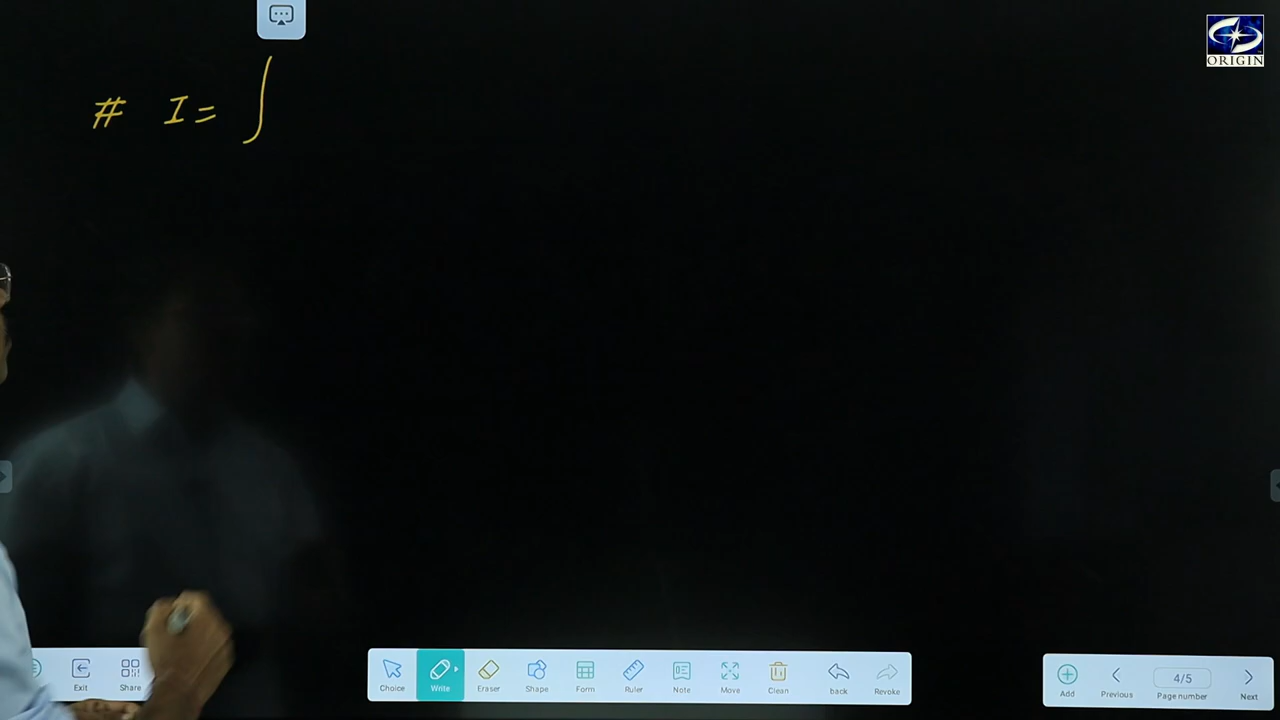 ORIGIN
# I = ∫
Exit
Share
Choice
Write
Eraser
Shape
Form
Ruler
Note
Move
Clean
back
Revoke
Add
Previous
4/5
Page number
Next